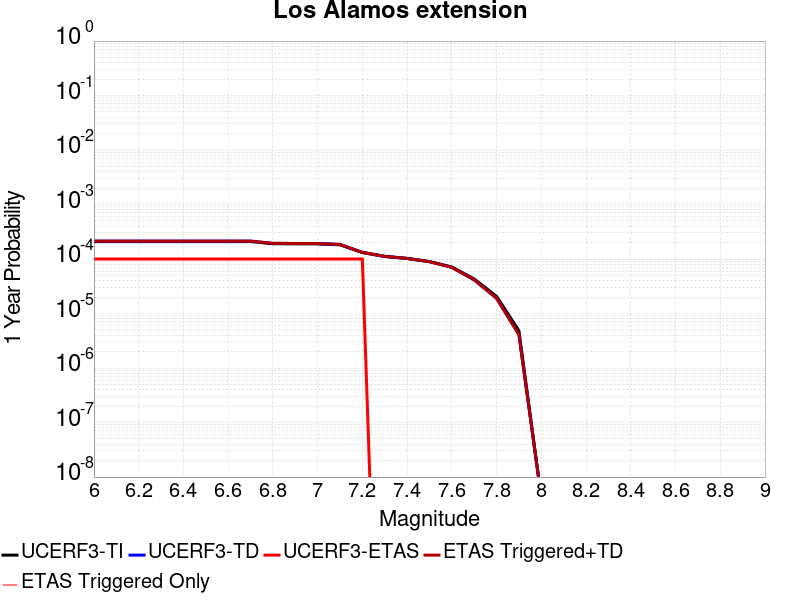 Los Alamos extension
10^0
10^-1
10^-2
10^-3
10^-4
10^-5
10^-6
10^-7
10^-8
1 Year Probability
6 6.2 6.4 6.6 6.8 7 7.2 7.4 7.6 7.8 8 8.2 8.4 8.6 8.8 9
Magnitude
UCERF3-TI UCERF3-TD UCERF3-ETAS ETAS Triggered+TD
ETAS Triggered Only